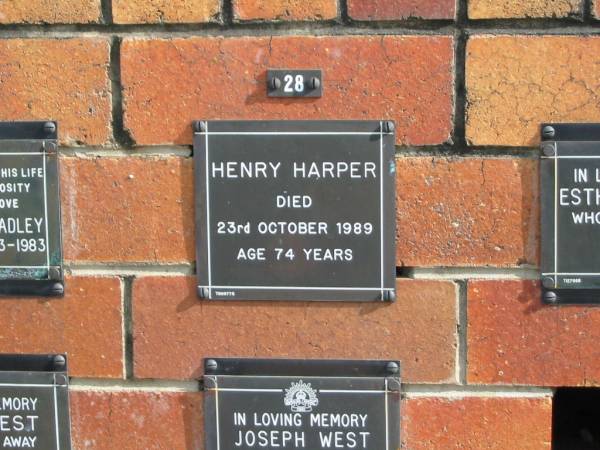 28
HENRY HARPER
DIED
23rd OCTOBER 1989
AGE 74 YEARS
HIS LIFE
OSITY
OVE
ADLEY
3-1983
IN L
ESTH
WHO
EMORY
EST
AWAY
IN LOVING MEMORY
JOSEPH WEST